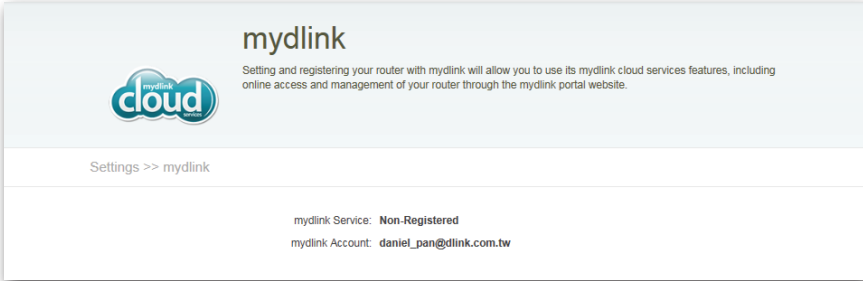 mydlink
Setting and registering your router with mydlink will allow you to use its mydlink cloud services features, including
online access and management of your router through the mydlink portal website.
mydlink
cloud
services
Settings >> mydlink
mydlink Service: Non-Registered
mydlink Account: daniel_pan@dlink.com.tw